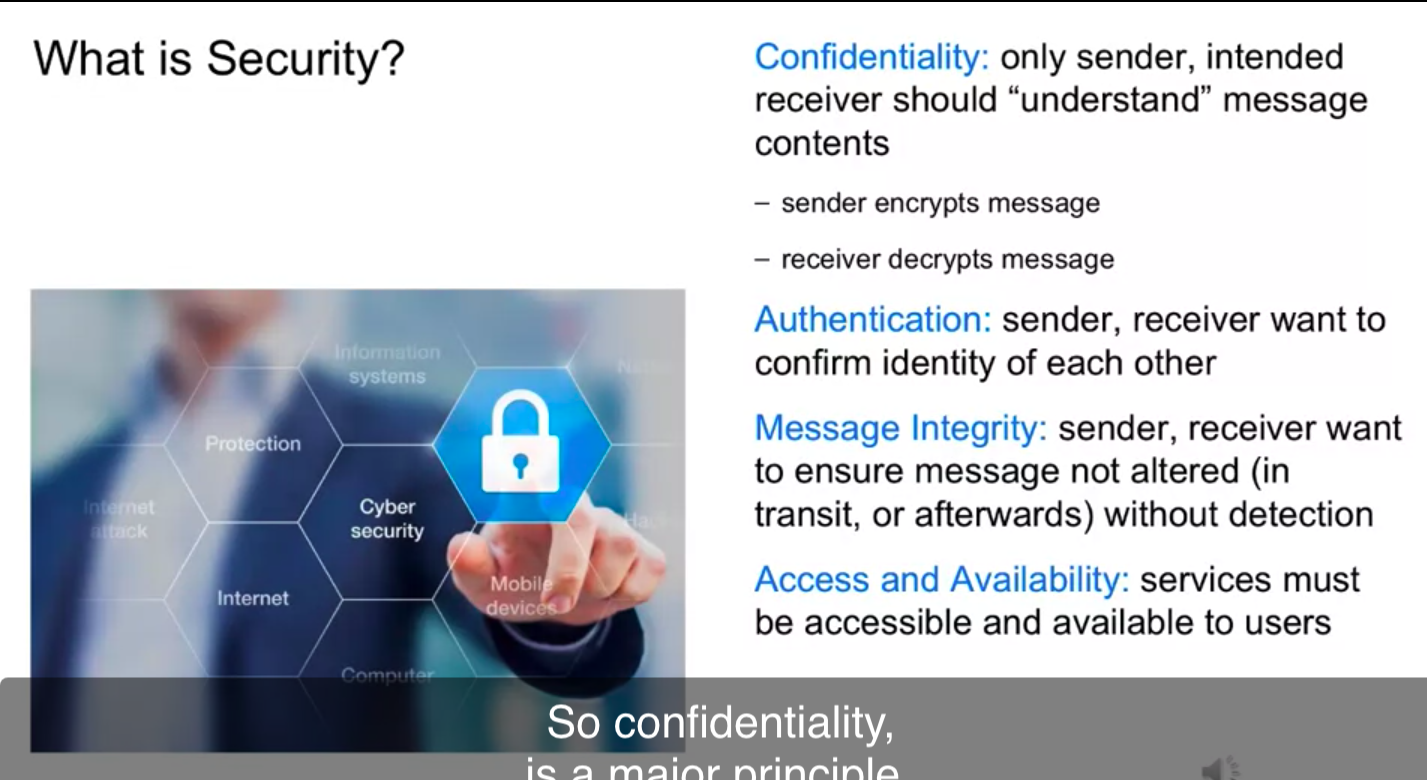 What is Security?
Confidentiality: only sender, intended
receiver should “understand” message
contents
– sender encrypts message
– receiver decrypts message
Authentication: sender, receiver want to
confirm identity of each other
Message Integrity: sender, receiver want
to ensure message not altered (in
transit, or afterwards) without detection
Access and Availability: services must
be accessible and available to users
Information
systems
Protection
Internet
attack
Cyber
security
Internet
Mobile
devices
Computer
So confidentiality,
is a major principle